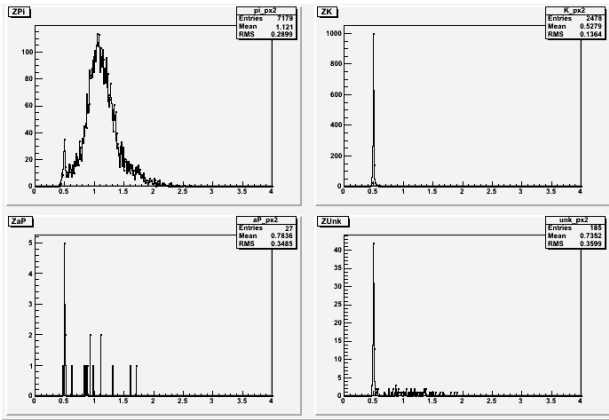 ZPi
pi_px2
Entries 7179
Mean 1.121
RMS 0.2899
100
80
60
40
20
0
0 0.5 1 1.5 2 2.5 3 3.5 4
ZK
K_px2
Entries 2478
Mean 0.5279
RMS 0.1364
1000
800
600
400
200
0
0 0.5 1 1.5 2 2.5 3 3.5 4
ZaP
aP_px2
Entries 27
Mean 0.7836
RMS 0.3485
5
4
3
2
1
0
0 0.5 1 1.5 2 2.5 3 3.5 4
ZUnk
unk_px2
Entries 185
Mean 0.7352
RMS 0.3599
40
35
30
25
20
15
10
5
0
0 0.5 1 1.5 2 2.5 3 3.5 4